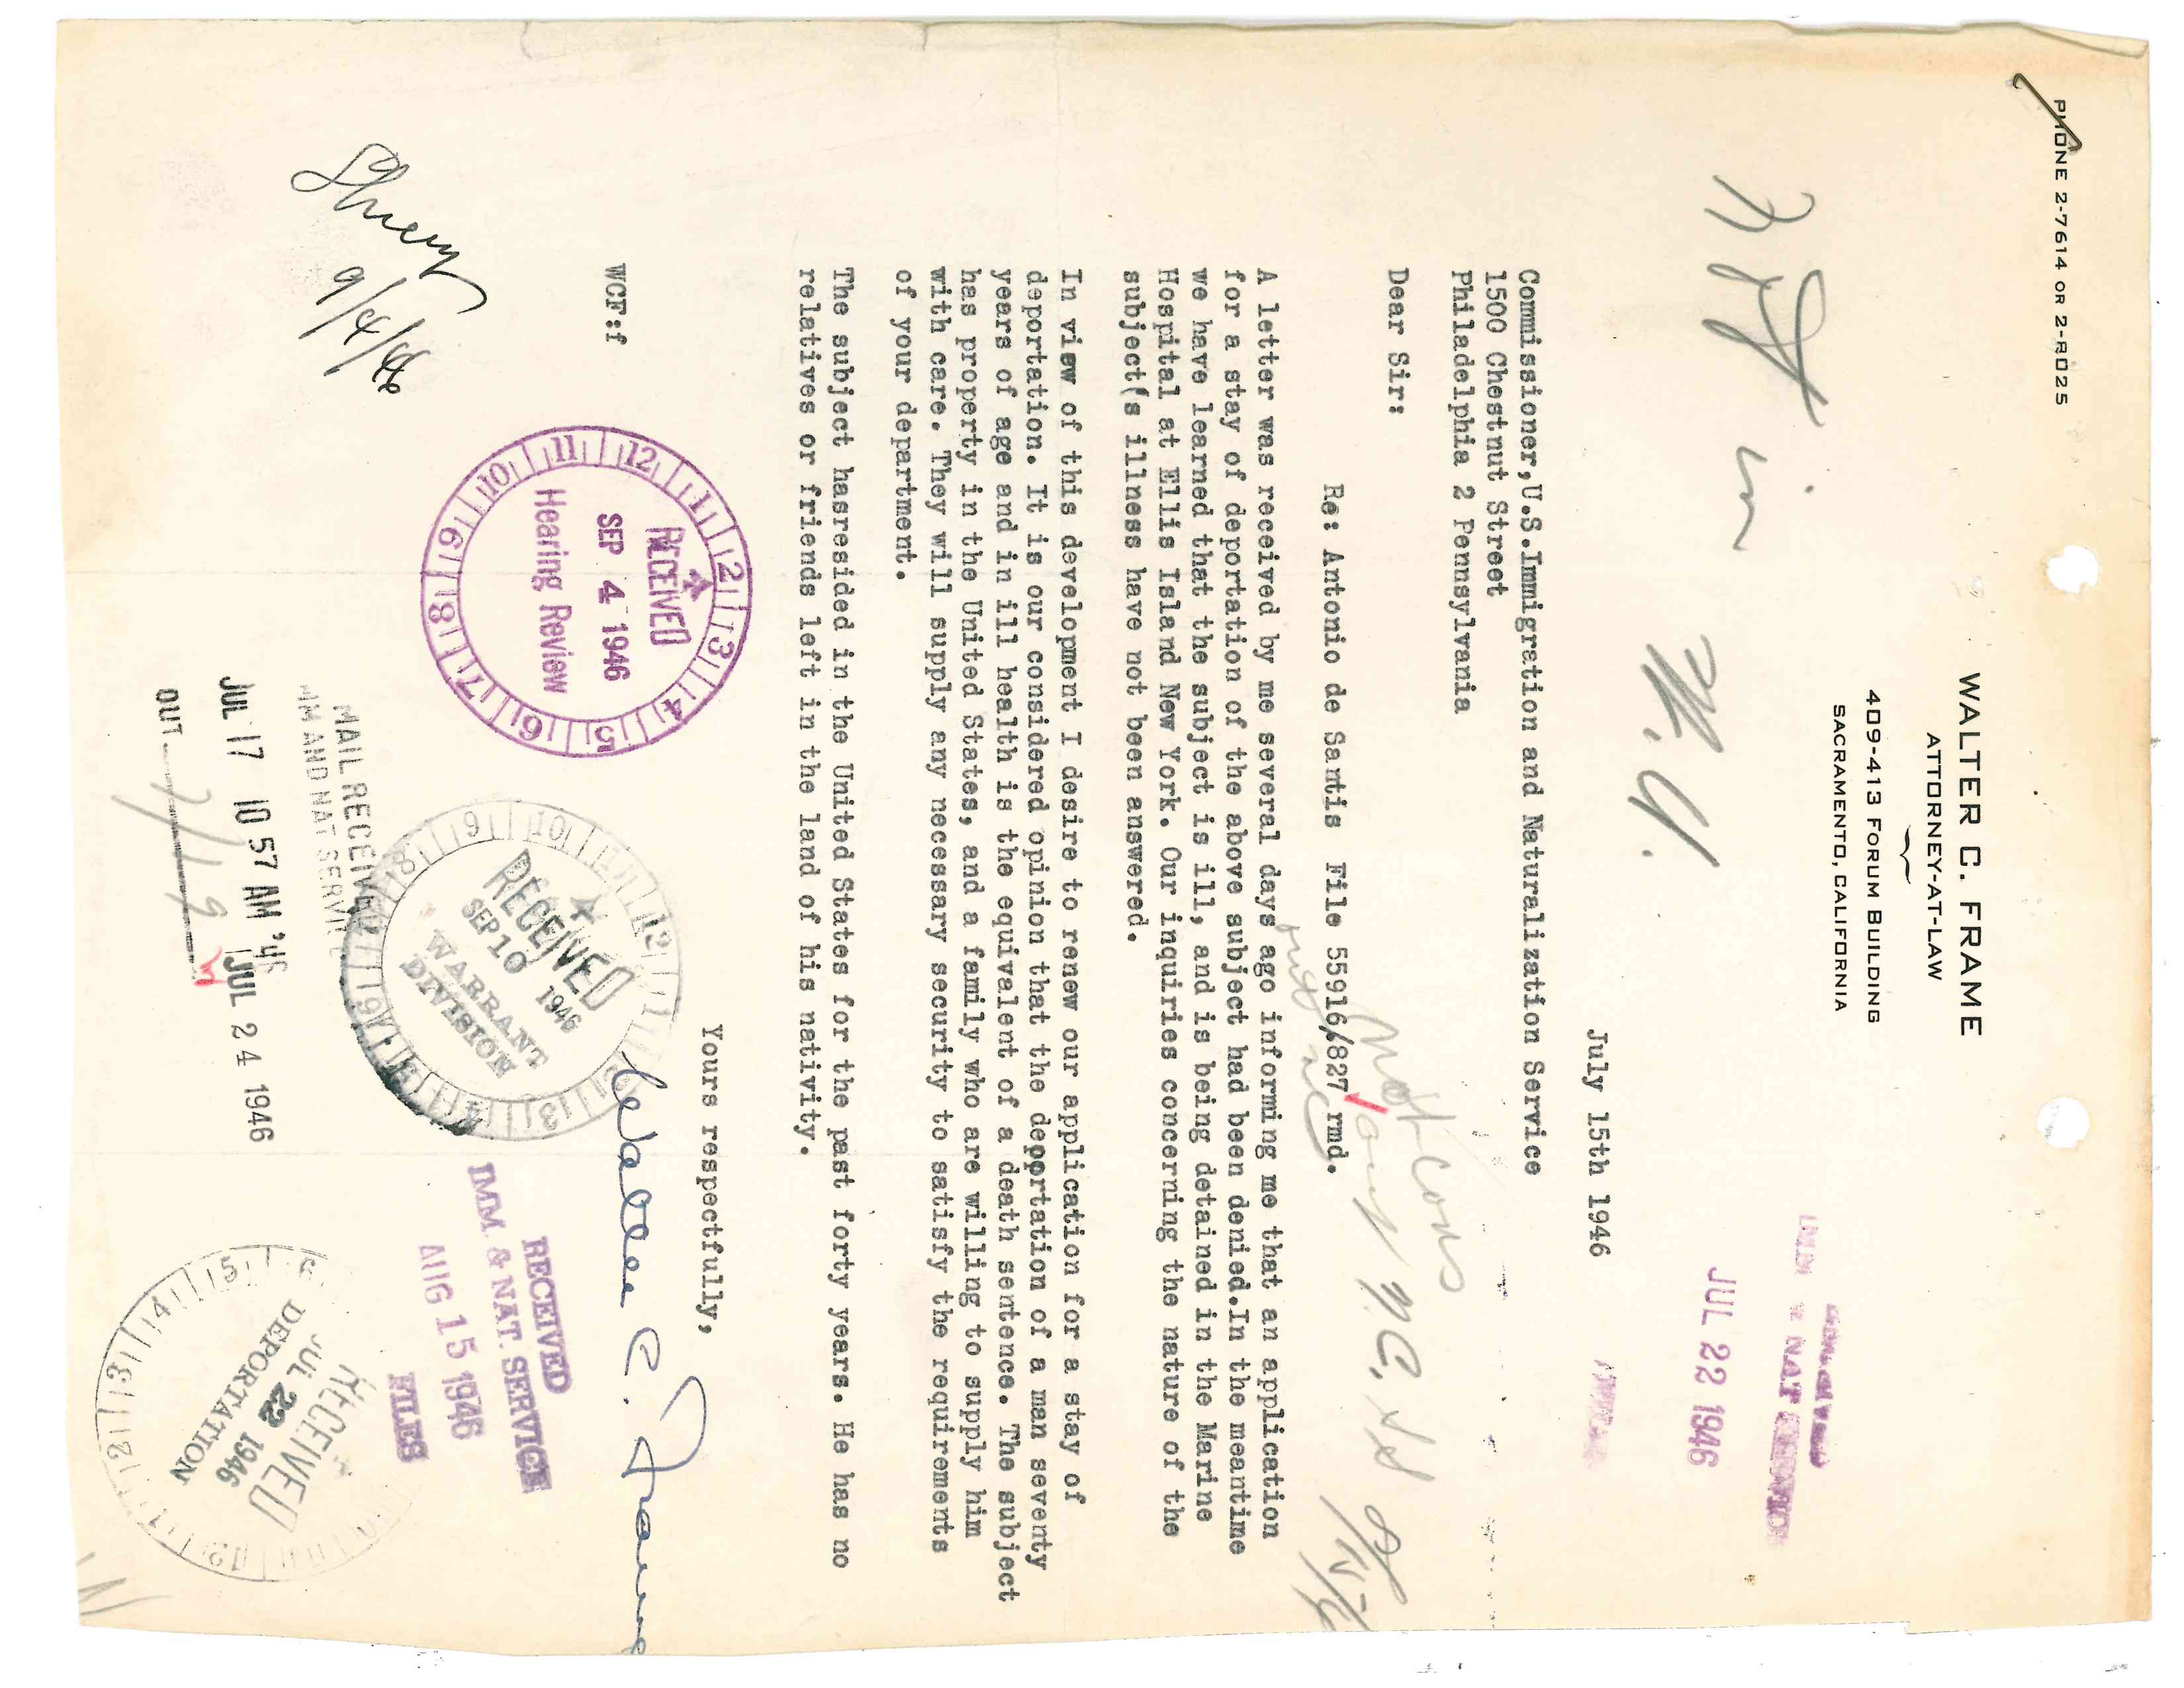 PHONE 2-7614 OR 2-8025
WALTER C. FRAME
ATTORNEY-AT-LAW
409-413 FORUM BUILDING
SACRAMENTO, CALIFORNIA
NAT
JUL 22 1946
not in
W.U.
July 15th 1946
Commissioner,U.S.Immigration and Naturalization Service
1500 Chestnut Street
Philadelphia 2 Pennsylvania
not cons
Dear Sir:
out N.C. SS 8/15/4
Re: Antonio de Santis File 55916/827 rmd.
out NC
A letter was received by me several days ago informing me that an application
for a stay of deportation of the above subject had been denied.In the meantime
we have learned that the subject is ill, and is being detained in the Marine
Hospital at Ellis Island New York. Our inquiries concerning the nature of the
subject(s illness have not been answered.
In view of this development I desire to renew our application for a stay of
deportation. It is our considered opinion that the deportation of a man seventy
years of age and in ill health is the equivalent of a death sentence. The subject
has property in the United States, and a family who are willing to supply him
with care. They will supply any necessary security to satisfy the requirements
of your department.
The subject hasresided in the United States for the past forty years. He has no
relatives or friends left in the land of his nativity.
Yours respectfully,
Walter C. Frame
WCF:f
12 1 2 3 4 5 6 7 8 9 10 11
RECEIVED
SEP 4 1946
Hearing Review
RECEIVED
SEP 10 1946
WARRANT
DIVISION
RECEIVED
IMM. & NAT. SERVICE
AUG 15 1946
FILES
9/4/46
MAIL RECEIVED
IMM AND NAT SERVICE
JUL 17 10 57 AM '46
JUL 24 1946
OUT 7/19
RECEIVED
JUL 22 1946
DEPORTATION